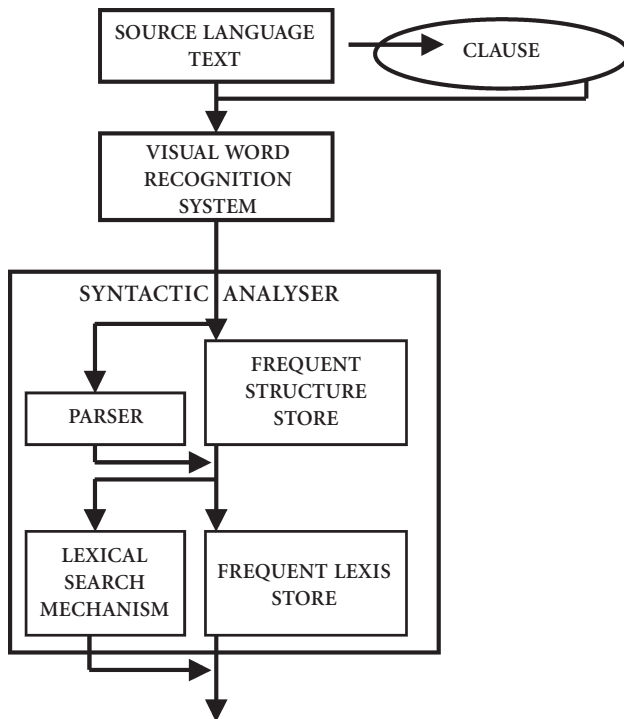 SOURCE LANGUAGE
TEXT
CLAUSE
VISUAL WORD
RECOGNITION
SYSTEM
SYNTACTIC ANALYSER
FREQUENT
STRUCTURE
STORE
PARSER
LEXICAL
SEARCH
MECHANISM
FREQUENT LEXIS
STORE